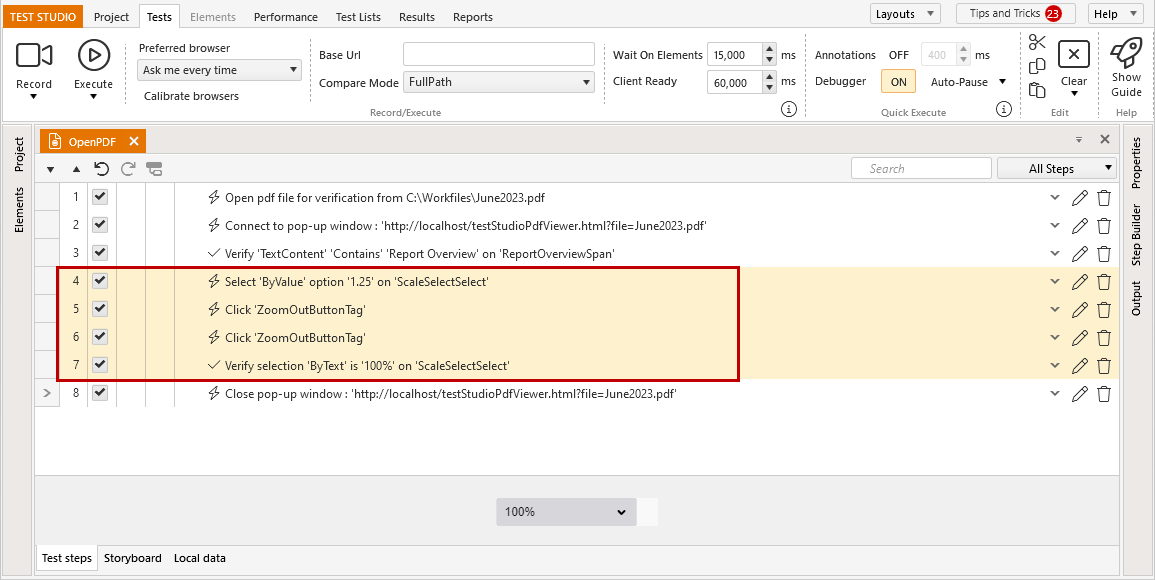 TEST STUDIO Project Tests Elements Performance Test Lists Results Reports Layouts Tips and Tricks 23 Help
Record
Execute
Preferred browser
Ask me every time
Calibrate browsers
Base Url
Compare Mode FullPath
Record/Execute
Wait On Elements 15,000 ms
Client Ready 60,000 ms
Annotations OFF 400 ms
Debugger ON Auto-Pause
Quick Execute
Clear
Edit
Show
Guide
Help
Project
Elements
OpenPDF
Search All Steps
1 Open pdf file for verification from C:\Workfiles\June2023.pdf
2 Connect to pop-up window : 'http://localhost/testStudioPdfViewer.html?file=June2023.pdf'
3 Verify 'TextContent' 'Contains' 'Report Overview' on 'ReportOverviewSpan'
4 Select 'ByValue' option '1.25' on 'ScaleSelectSelect'
5 Click 'ZoomOutButtonTag'
6 Click 'ZoomOutButtonTag'
7 Verify selection 'ByText' is '100%' on 'ScaleSelectSelect'
8 Close pop-up window : 'http://localhost/testStudioPdfViewer.html?file=June2023.pdf'
100%
Test steps Storyboard Local data
Properties
Step Builder
Output